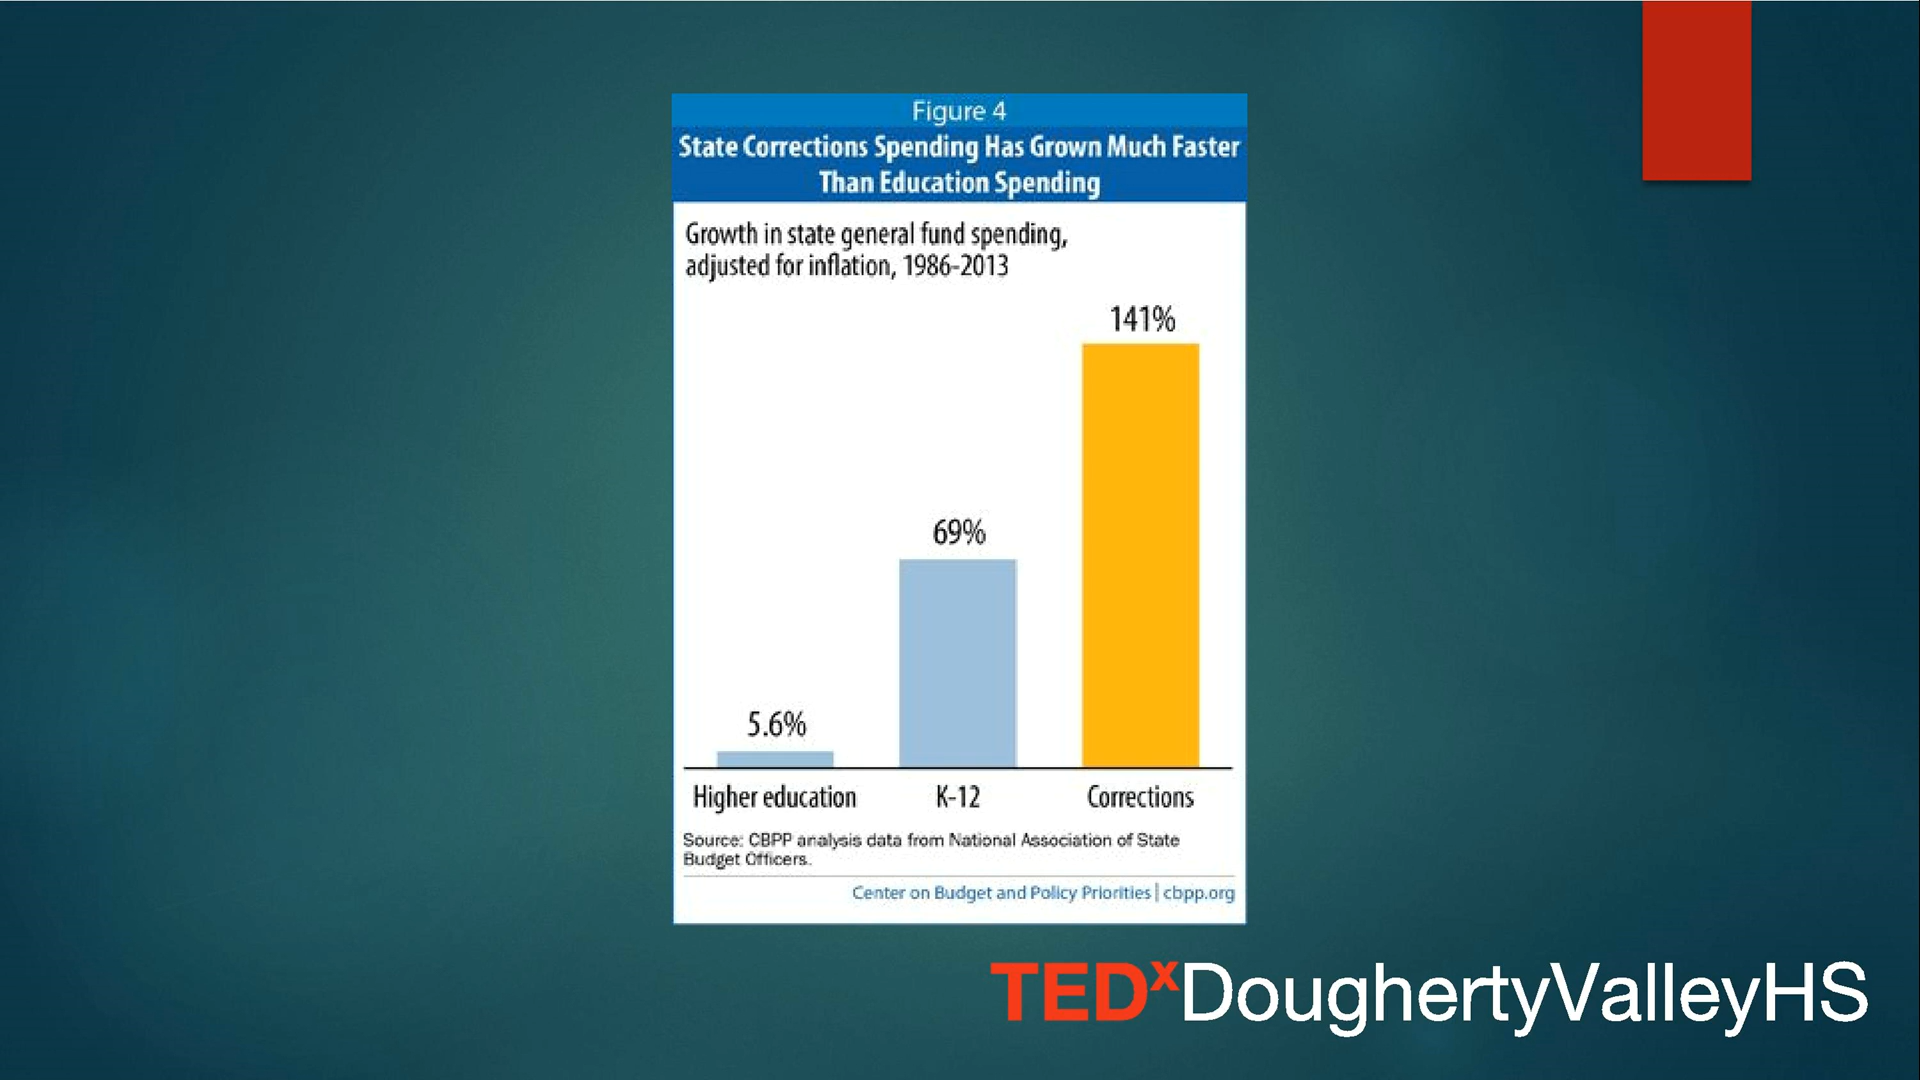 Figure 4
State Corrections Spending Has Grown Much Faster
Than Education Spending
Growth in state general fund spending,
adjusted for inflation, 1986-2013
141%
69%
5.6%
Higher education
K-12
Corrections
Source: CBPP analysis data from National Association of State
Budget Officers.
Center on Budget and Policy Priorities | cbpp.org
TEDxDoughertyValleyHS